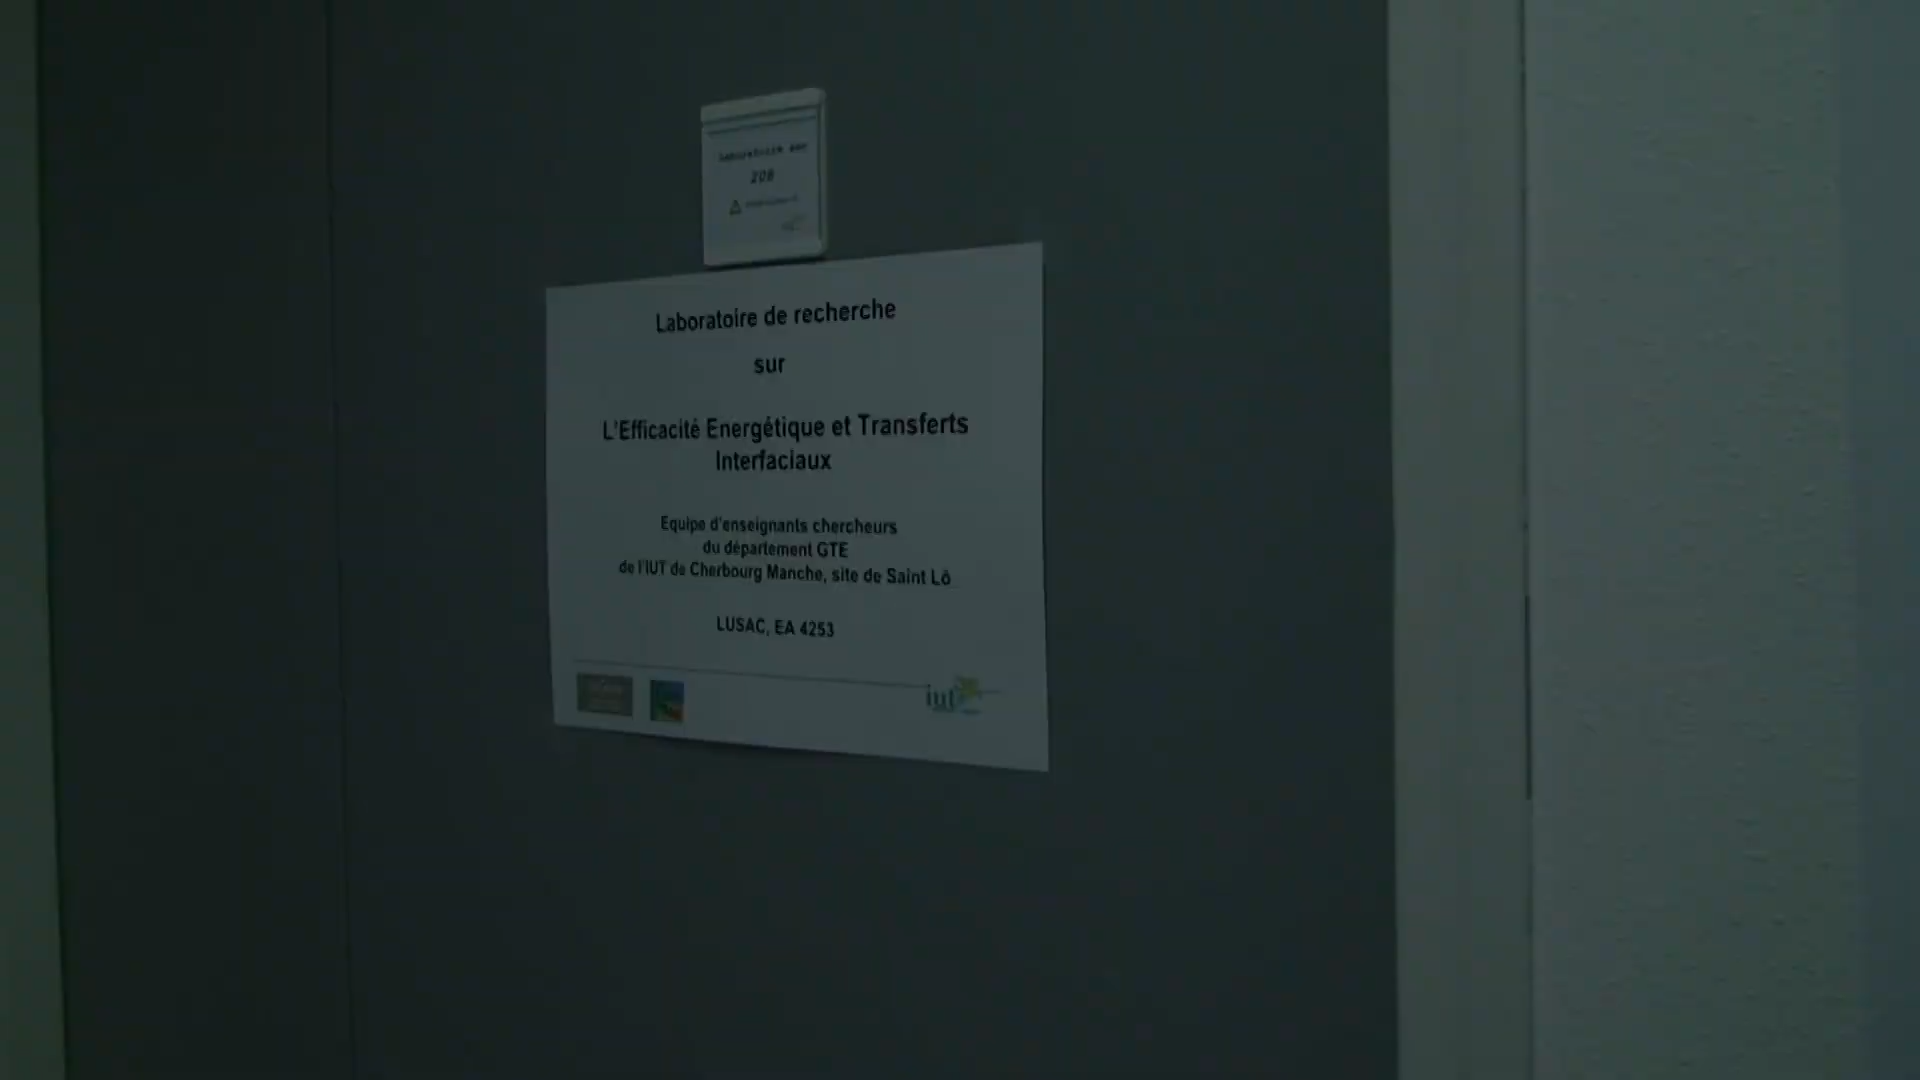 Laboratoire
208
Laboratoire de recherche
sur
L'Efficacité Energétique et Transferts
Interfaciaux
Equipe d'enseignants chercheurs
du département GTE
de l'IUT de Cherbourg Manche, site de Saint Lô
LUSAC, EA 4253
iut